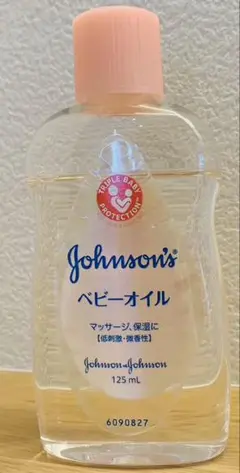 TRIPLE BABY
PROTECTION™
Johnson's®
ベビーオイル
マッサージ、保湿に
【低刺激・微香性】
Johnson & Johnson
125 mL
6090827